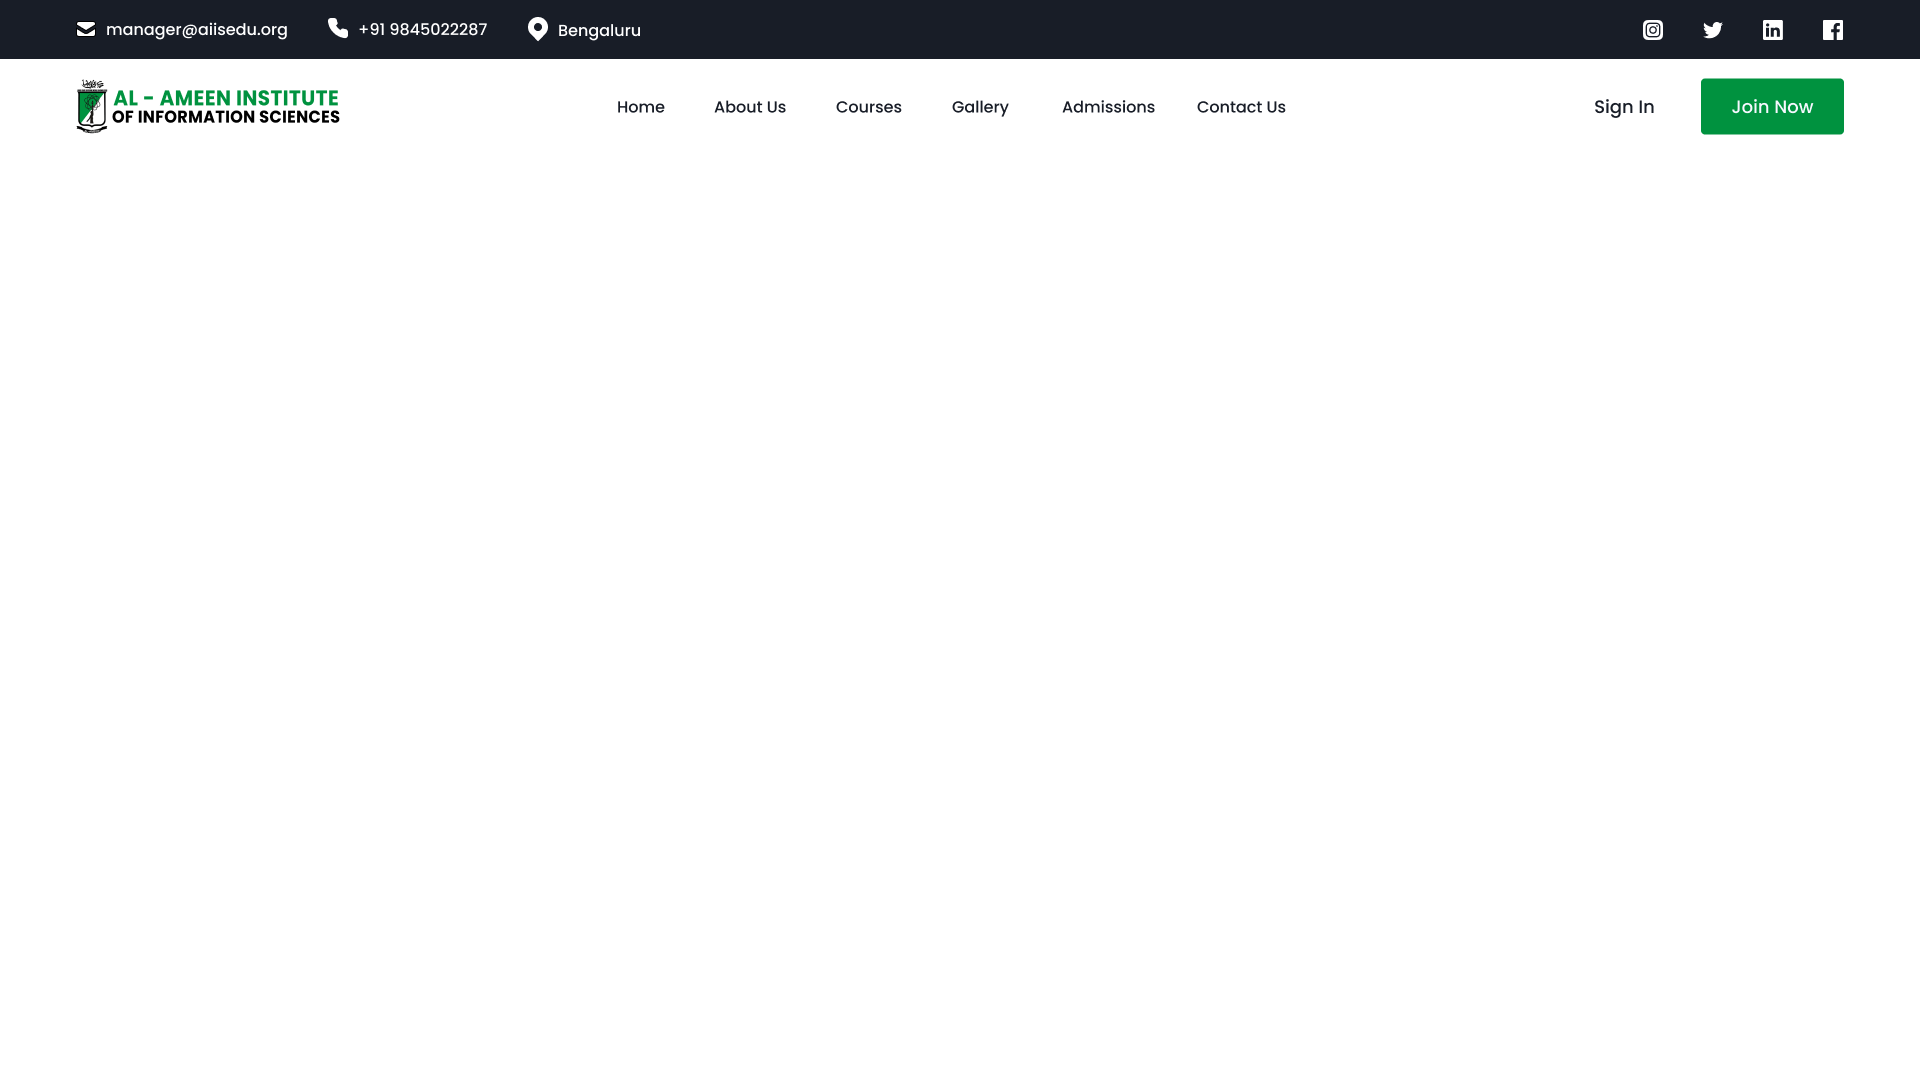 manager@aiisedu.org
+91 9845022287
Bengaluru
AL - AMEEN INSTITUTE
OF INFORMATION SCIENCES
Home
About Us
Courses
Gallery
Admissions
Contact Us
Sign In
Join Now